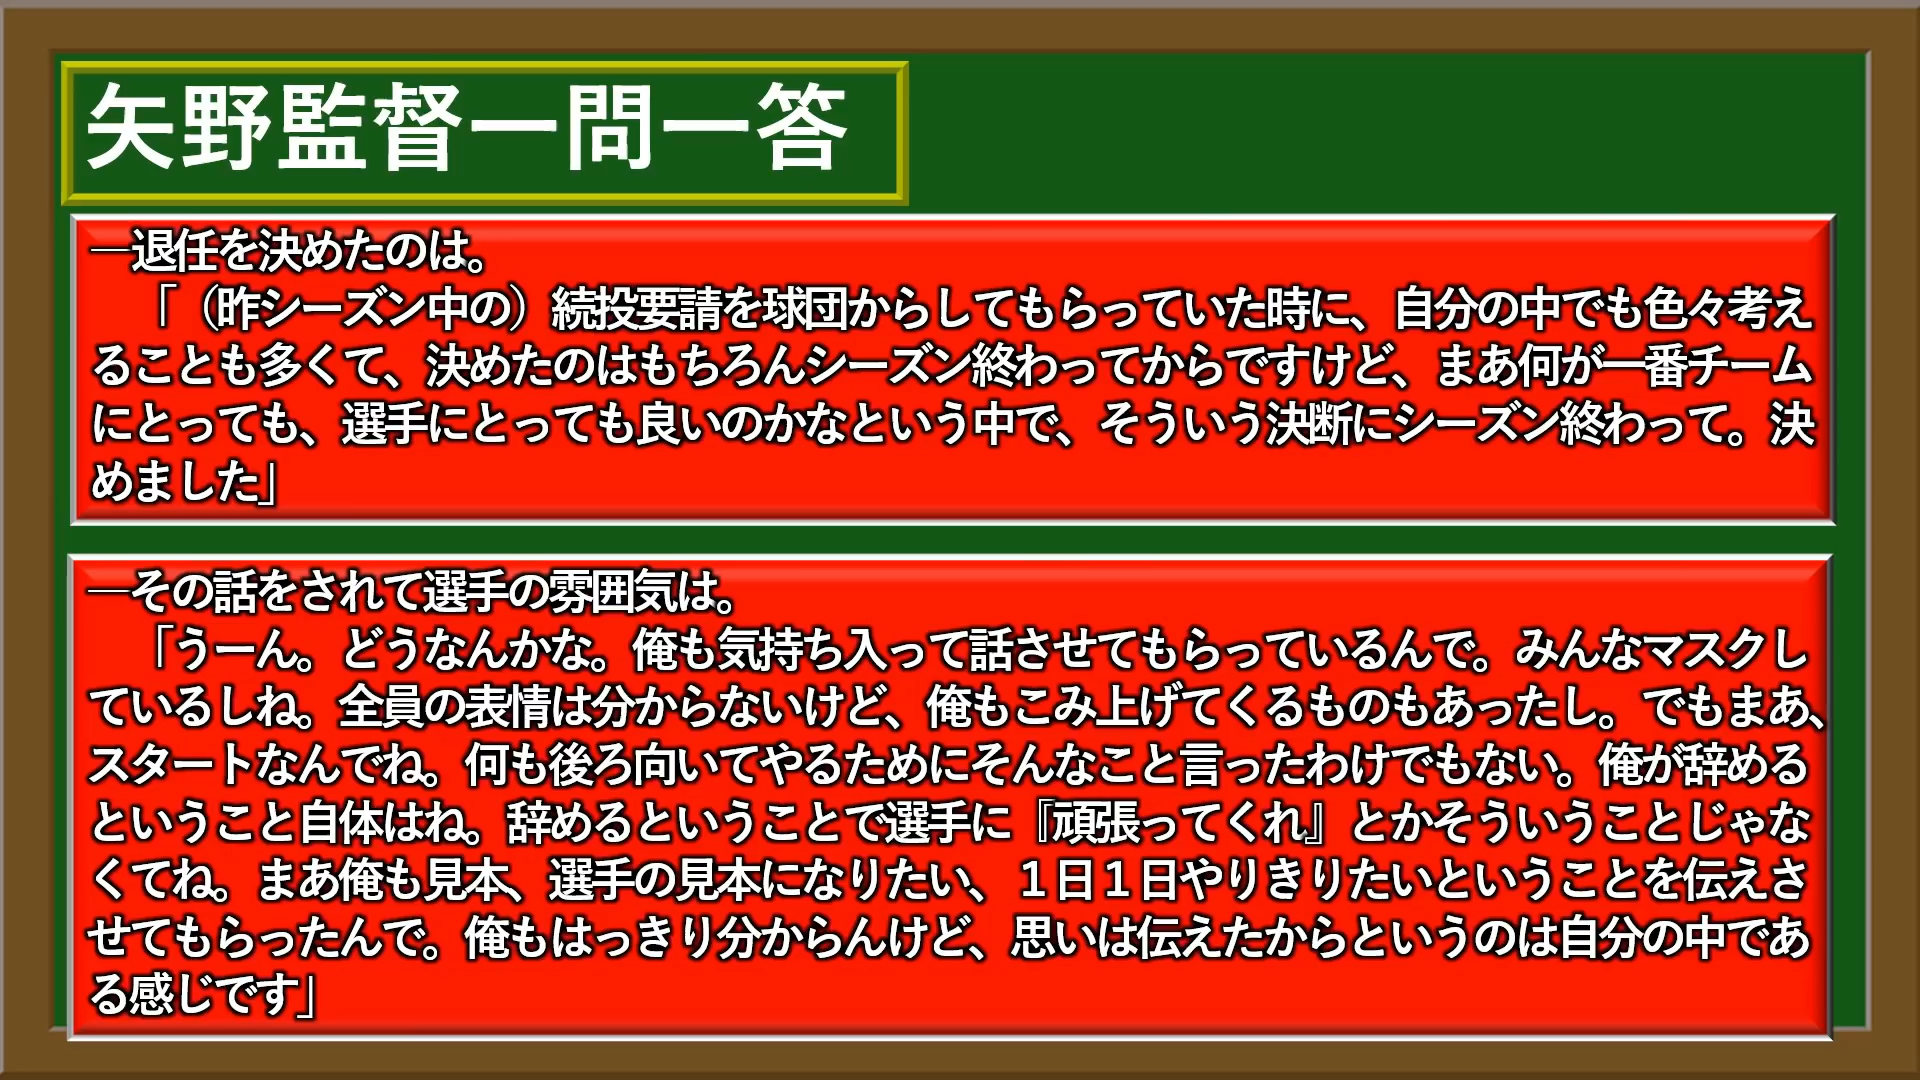 矢野監督一問一答
―退任を決めたのは。
「（昨シーズン中の）続投要請を球団からしてもらっていた時に、自分の中でも色々考え
ることも多くて、決めたのはもちろんシーズン終わってからですけど、まあ何が一番チーム
にとっても、選手にとっても良いのかなという中で、そういう決断にシーズン終わって。決
めました」
―その話をされて選手の雰囲気は。
「うーん。どうなんかな。俺も気持ち入って話させてもらっているんで。みんなマスクし
ているしね。全員の表情は分からないけど、俺もこみ上げてくるものもあったし。でもまあ、
スタートなんでね。何も後ろ向いてやるためにそんなこと言ったわけでもない。俺が辞める
ということ自体はね。辞めるということで選手に『頑張ってくれ』とかそういうことじゃな
くてね。まあ俺も見本、選手の見本になりたい、１日１日やりきりたいということを伝えさ
せてもらったんで。俺もはっきり分からんけど、思いは伝えたからというのは自分の中であ
る感じです」